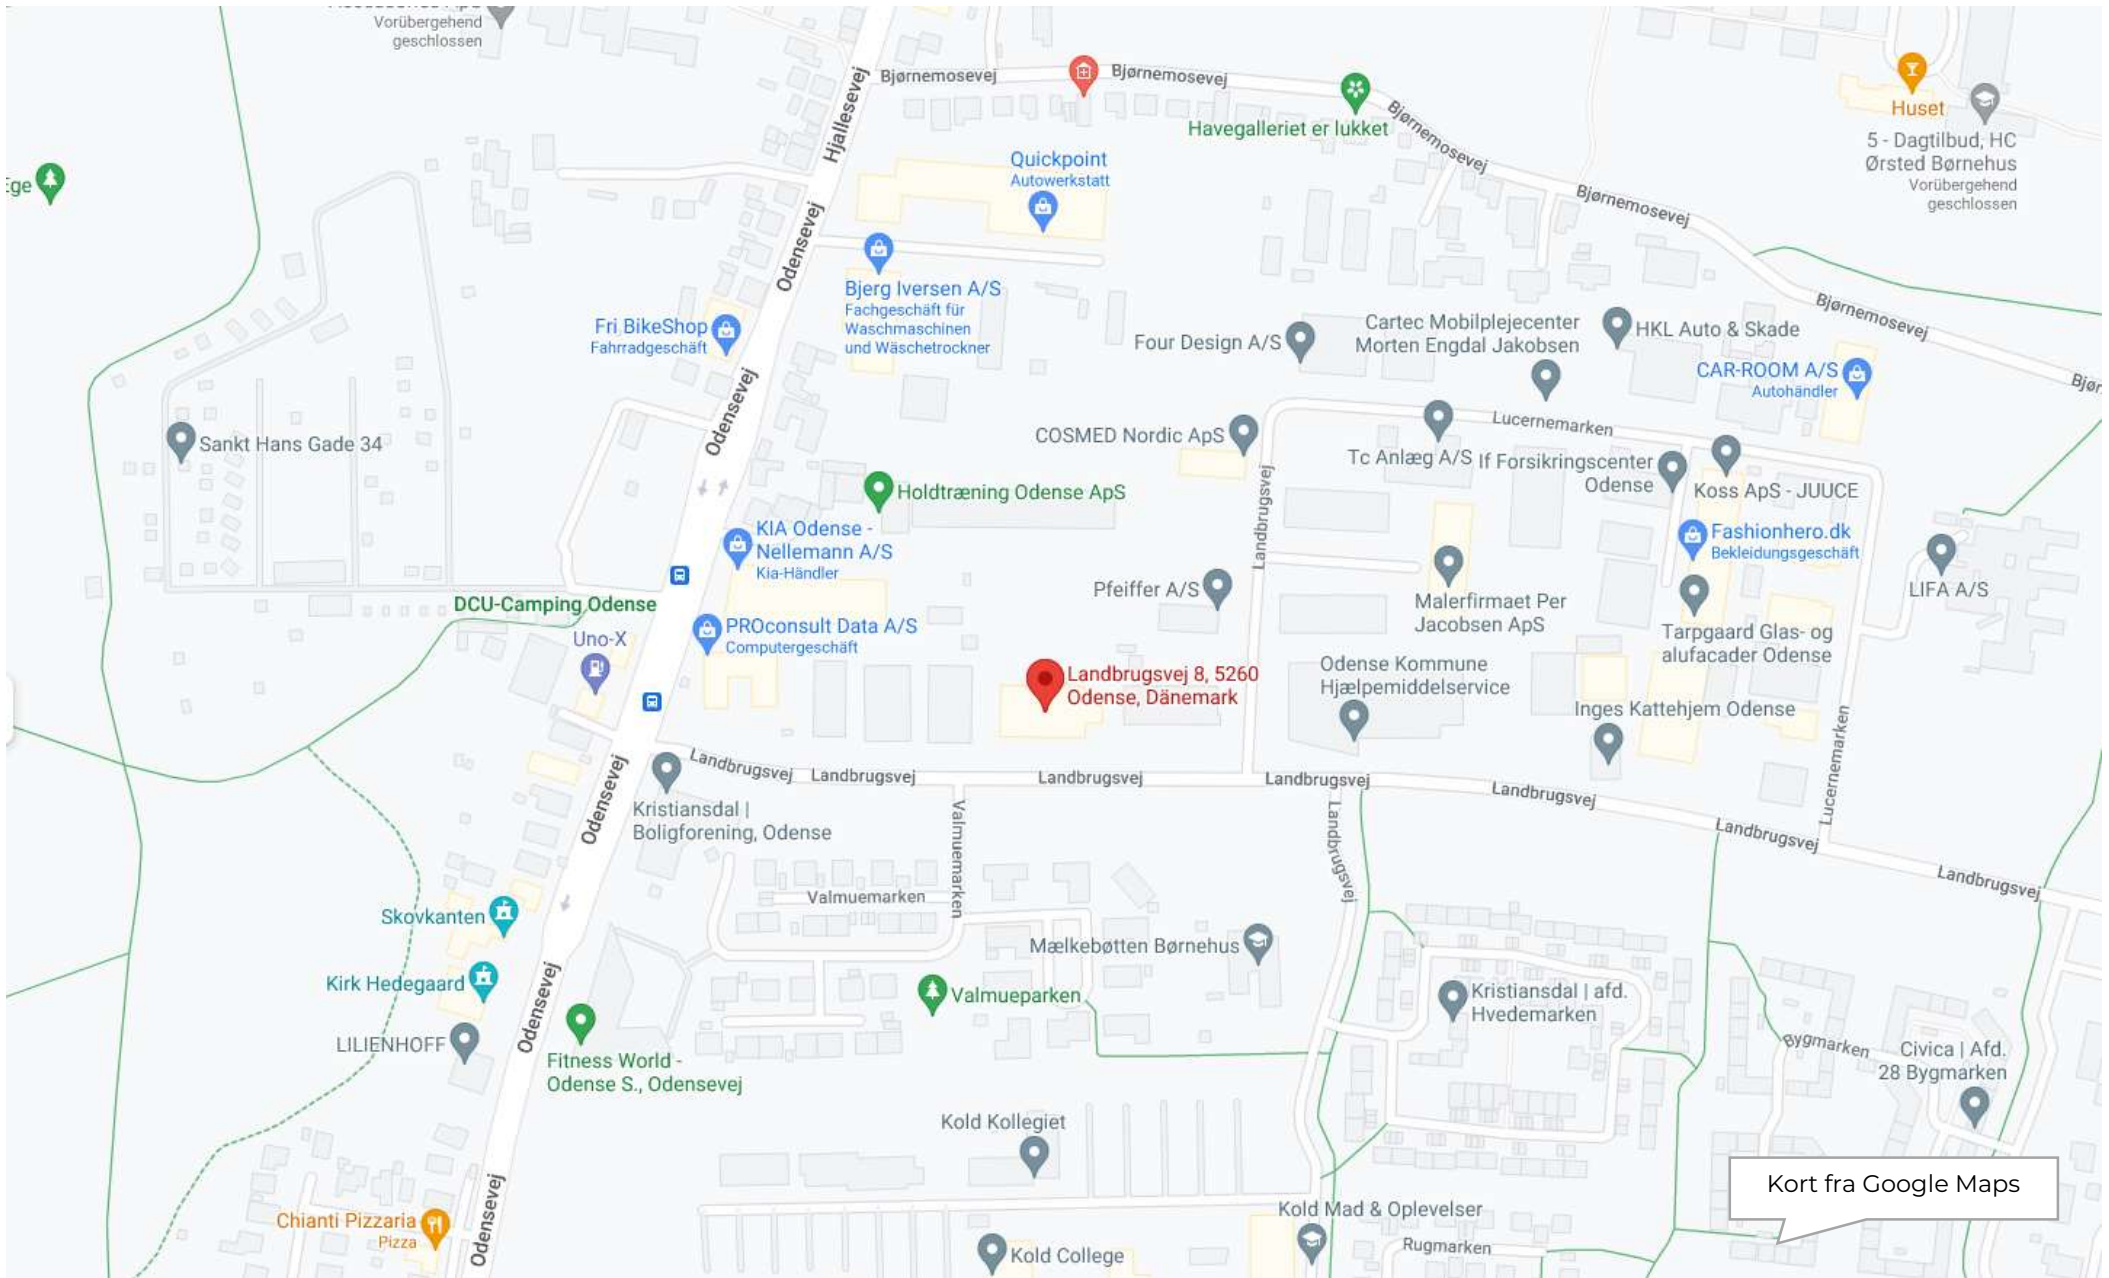 Vorübergehend
geschlossen
Hjallesevej
Bjørnemosevej
Bjørnemosevej
Bjørnemosevej
Bjørnemosevej
Bjørnemosevej
Havegalleriet er lukket
Huset
5 - Dagtilbud, HC
Ørsted Børnehus
Vorübergehend
geschlossen
Quickpoint
Autowerkstatt
Odensevej
Bjerg Iversen A/S
Fachgeschäft für
Waschmaschinen
und Wäschetrockner
Fri BikeShop
Fahrradgeschäft
Four Design A/S
Cartec Mobilplejecenter
Morten Engdal Jakobsen
HKL Auto & Skade
CAR-ROOM A/S
Autohändler
Odensevej
Sankt Hans Gade 34
COSMED Nordic ApS
Lucernemarken
Tc Anlæg A/S
If Forsikringscenter
Odense
Koss ApS - JUUCE
Holdtræning Odense ApS
Landbrugsvej
KIA Odense -
Nellemann A/S
Kia-Händler
Fashionhero.dk
Bekleidungsgeschäft
DCU-Camping Odense
Pfeiffer A/S
Malerfirmaet Per
Jacobsen ApS
LIFA A/S
Uno-X
PROconsult Data A/S
Computergeschäft
Tarpgaard Glas- og
alufacader Odense
Landbrugsvej 8, 5260
Odense, Dänemark
Odense Kommune
Hjælpemiddelservice
Inges Kattehjem Odense
Lucernemarken
Odensevej
Landbrugsvej
Landbrugsvej
Landbrugsvej
Landbrugsvej
Landbrugsvej
Landbrugsvej
Landbrugsvej
Kristiansdal |
Boligforening, Odense
Valmuemarken
Landbrugsvej
Valmuemarken
Skovkanten
Mælkebøtten Børnehus
Kirk Hedegaard
Odensevej
Valmueparken
Kristiansdal | afd.
Hvedemarken
LILIENHOFF
Fitness World -
Odense S., Odensevej
Bygmarken
Civica | Afd.
28 Bygmarken
Kold Kollegiet
Kort fra Google Maps
Odensevej
Chianti Pizzaria
Pizza
Kold Mad & Oplevelser
Kold College
Rugmarken